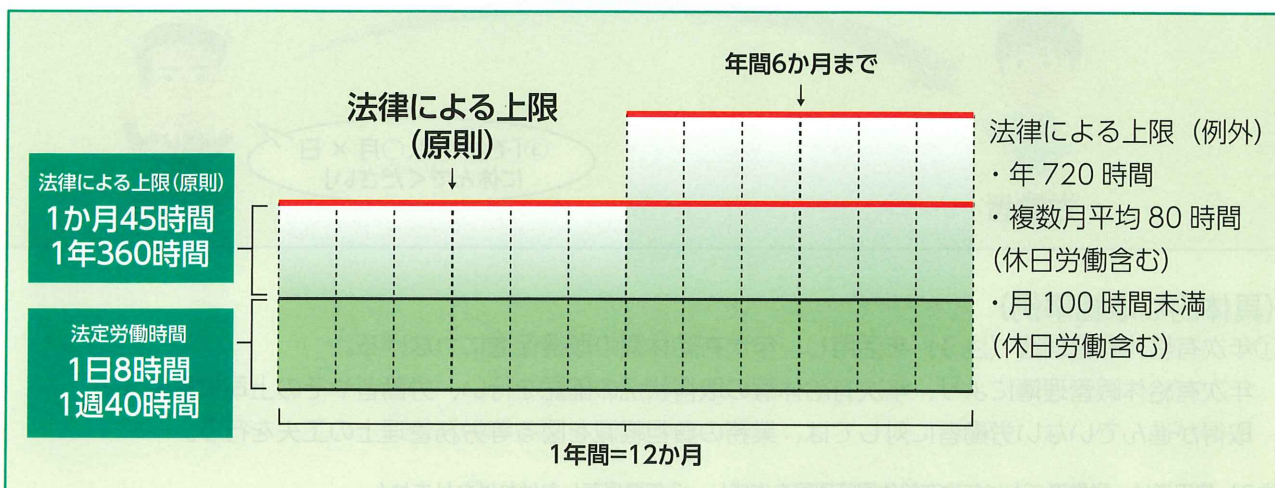 年間6か月まで
法律による上限
(原則)
法律による上限(原則)
1か月45時間
1年360時間
法定労働時間
1日8時間
1週40時間
法律による上限（例外）
・年 720 時間
・複数月平均 80 時間
(休日労働含む)
・月 100 時間未満
(休日労働含む)
1年間=12か月